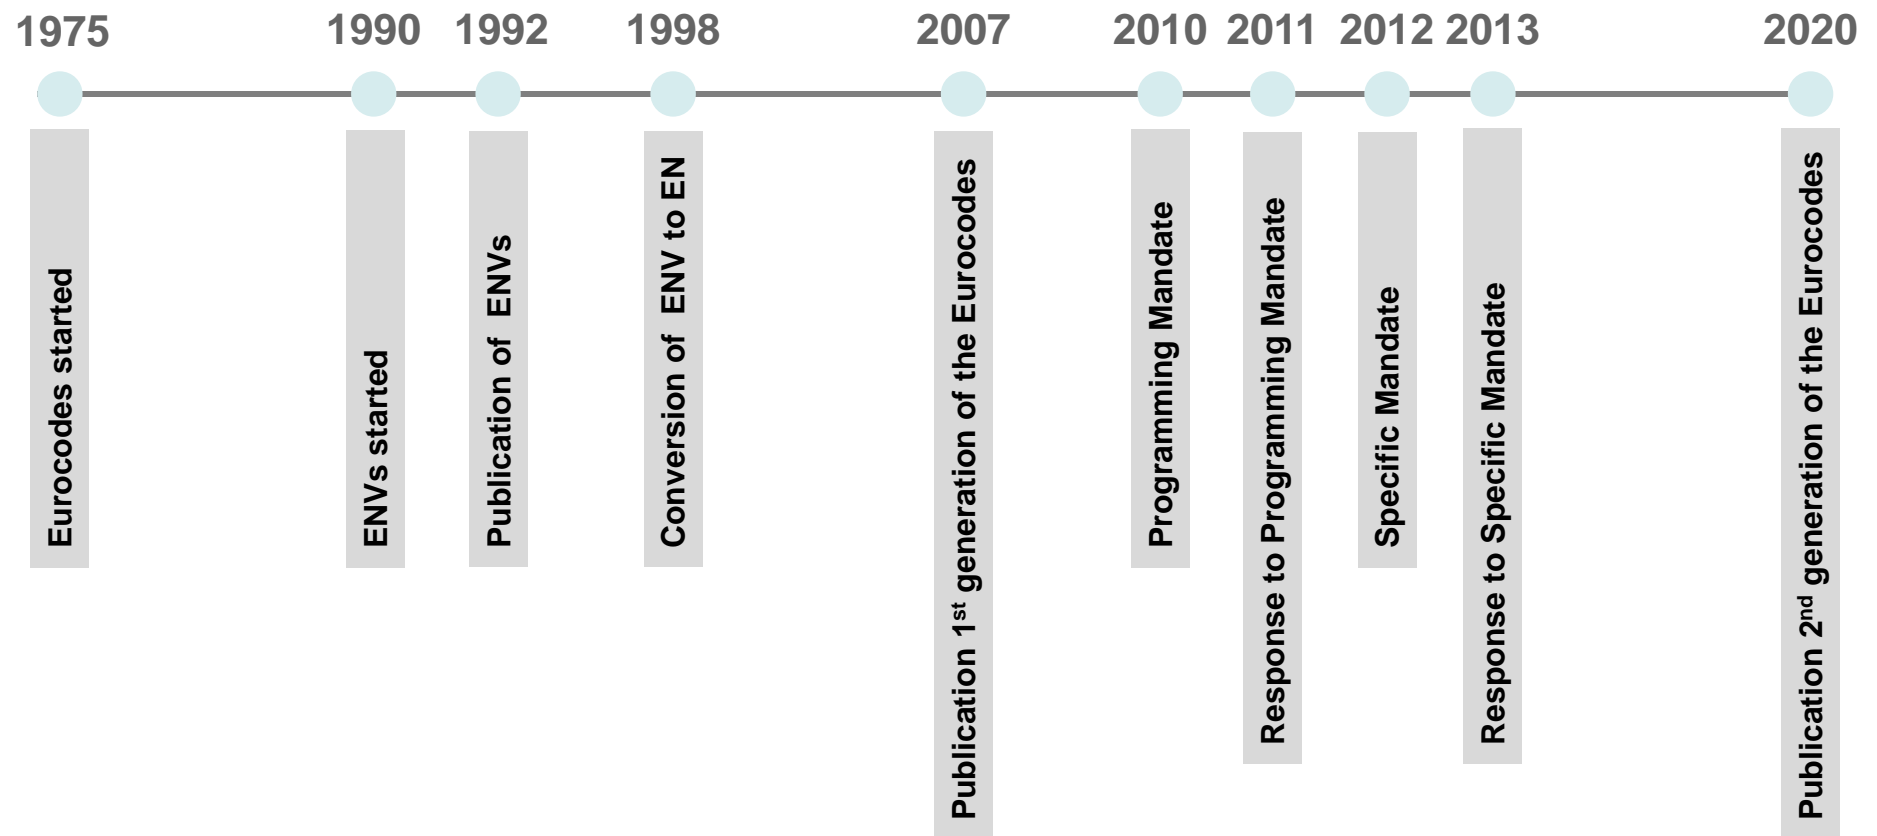 1975
1990
1992
1998
2007
2010
2011
2012
2013
2020
Eurocodes started
ENVs started
Publication of ENVs
Conversion of ENV to EN
Publication 1st generation of the Eurocodes
Programming Mandate
Response to Programming Mandate
Specific Mandate
Response to Specific Mandate
Publication 2nd generation of the Eurocodes